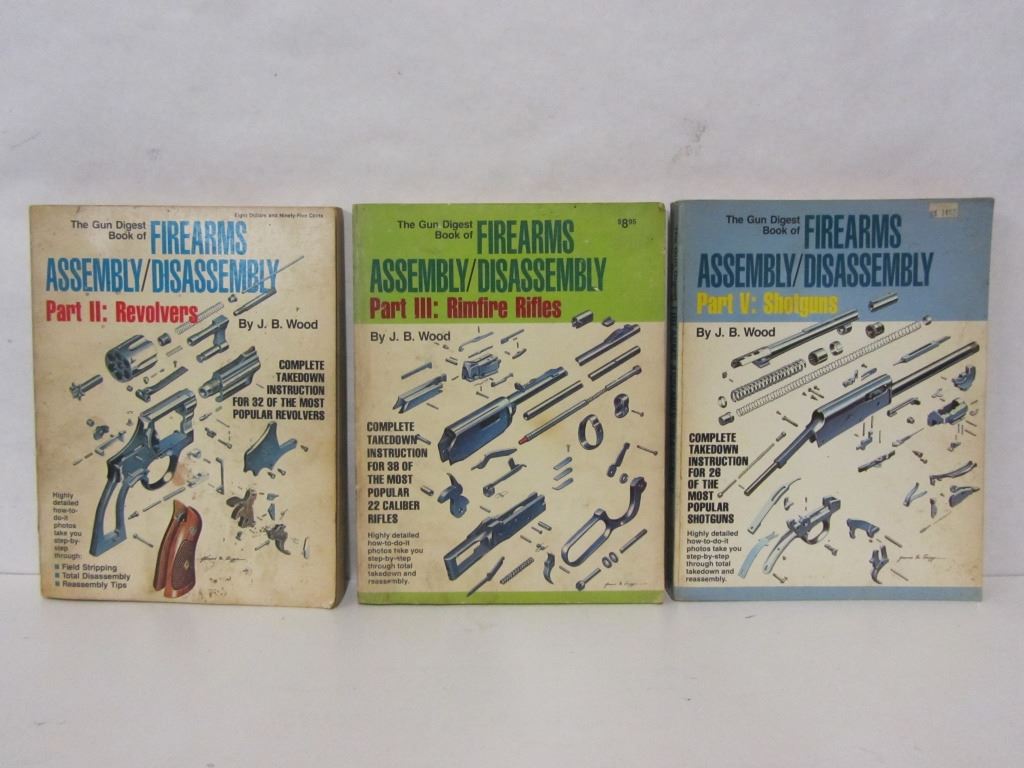 Eight Dollars and Ninety-Five Cents
The Gun Digest
Book of
FIREARMS
ASSEMBLY/DISASSEMBLY
Part II: Revolvers
By J. B. Wood
COMPLETE
TAKEDOWN
INSTRUCTION
FOR 32 OF THE MOST
POPULAR REVOLVERS
Highly
detailed
how-to-
do-it
photos
take you
step-by-
step
through:
Field Stripping
Total Disassembly
Reassembly Tips
The Gun Digest
Book of
FIREARMS
$8.95
ASSEMBLY/DISASSEMBLY
Part III: Rimfire Rifles
By J. B. Wood
COMPLETE
TAKEDOWN
INSTRUCTION
FOR 38 OF
THE MOST
POPULAR
22 CALIBER
RIFLES
Highly detailed
how-to-do-it
photos take you
step-by-step
through total
takedown and
reassembly.
The Gun Digest
Book of
FIREARMS
ASSEMBLY/DISASSEMBLY
Part V: Shotguns
By J. B. Wood
COMPLETE
TAKEDOWN
INSTRUCTION
FOR 26
OF THE
MOST
POPULAR
SHOTGUNS
Highly detailed
how-to-do-it
photos take you
step-by-step
through total
takedown and
reassembly.